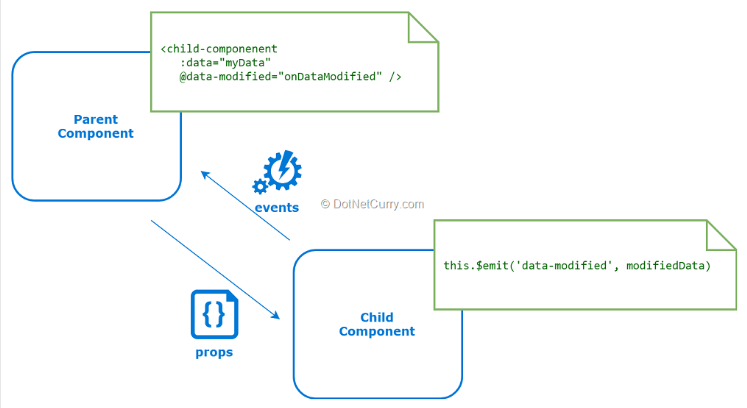 <child-componenent
:data="myData"
@data-modified="onDataModified" />
Parent
Component
events
© DotNetCurry.com
this.$emit('data-modified', modifiedData)
{}
props
Child
Component